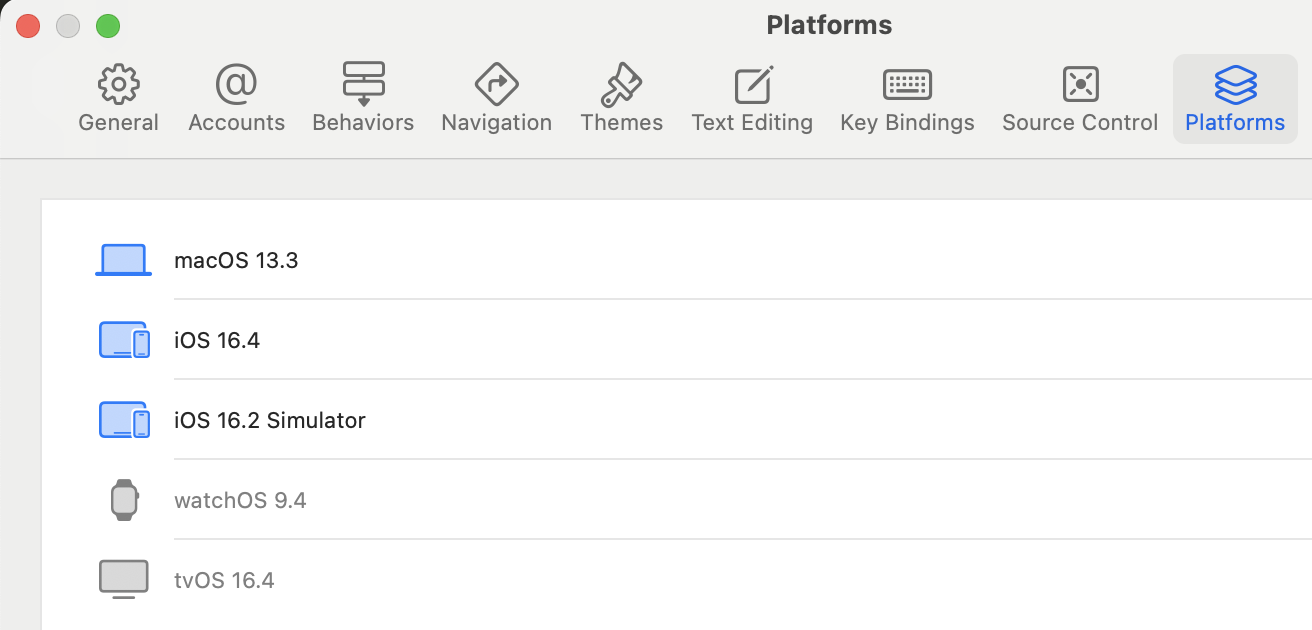 Platforms
General Accounts Behaviors Navigation Themes Text Editing Key Bindings Source Control Platforms
macOS 13.3
iOS 16.4
iOS 16.2 Simulator
watchOS 9.4
tvOS 16.4